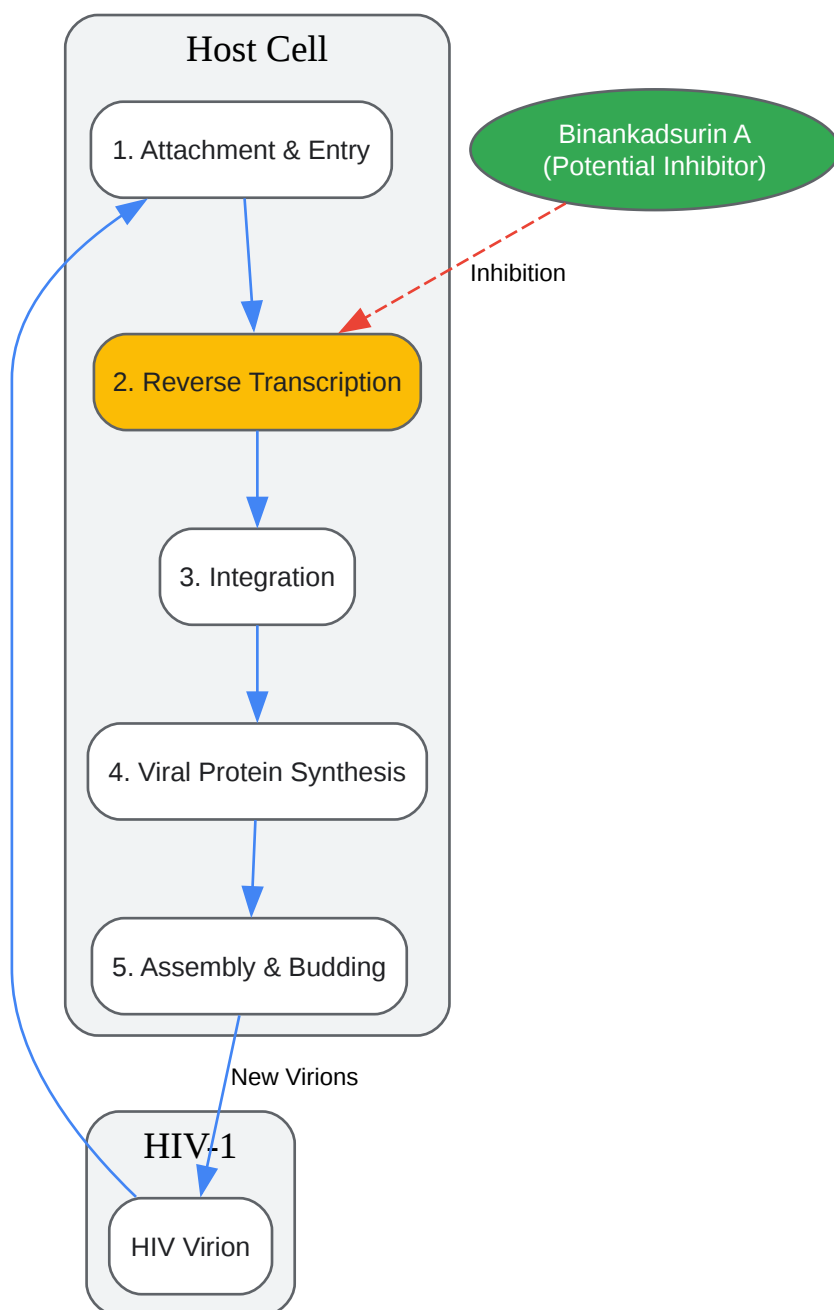 Host Cell
1. Attachment & Entry
Binankadsurin A
(Potential Inhibitor)
Inhibition
2. Reverse Transcription
3. Integration
4. Viral Protein Synthesis
5. Assembly & Budding
New Virions
HIV-1
HIV Virion